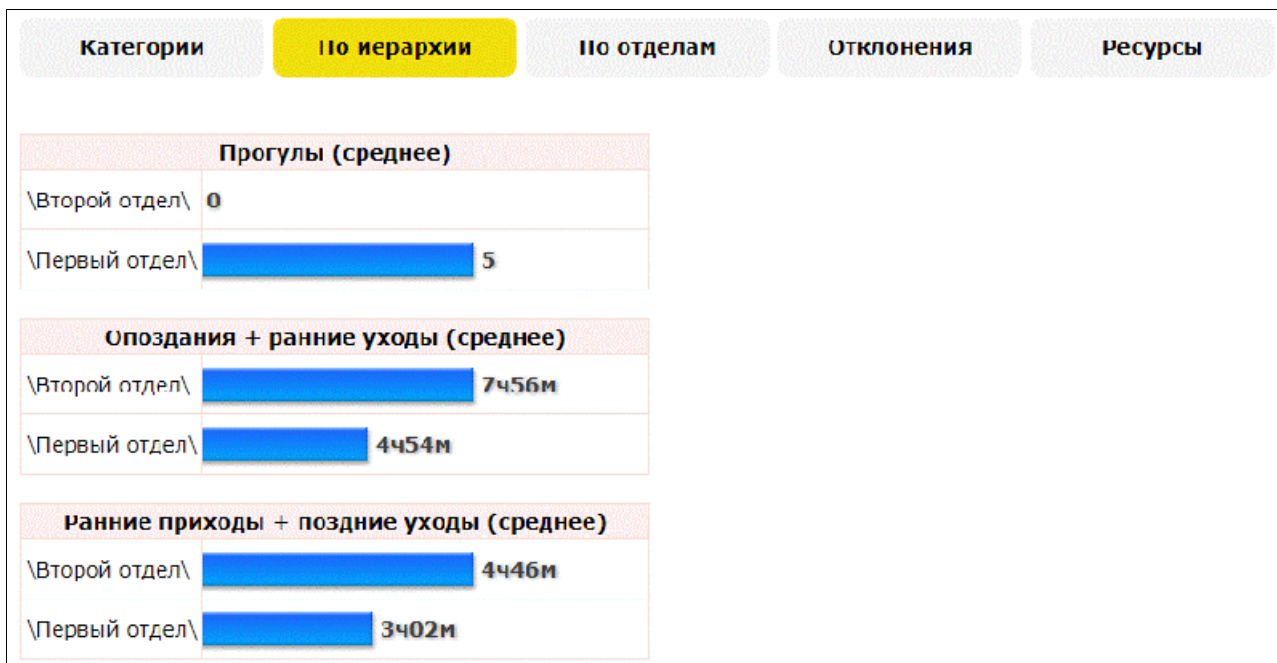 Категории По иерархии По отделам Отклонения Ресурсы
Прогулы (среднее)
\Второй отдел\ 0
\Первый отдел\ 5
Опоздания + ранние уходы (среднее)
\Второй отдел\ 7ч56м
\Первый отдел\ 4ч54м
Ранние приходы + поздние уходы (среднее)
\Второй отдел\ 4ч46м
\Первый отдел\ 3ч02м